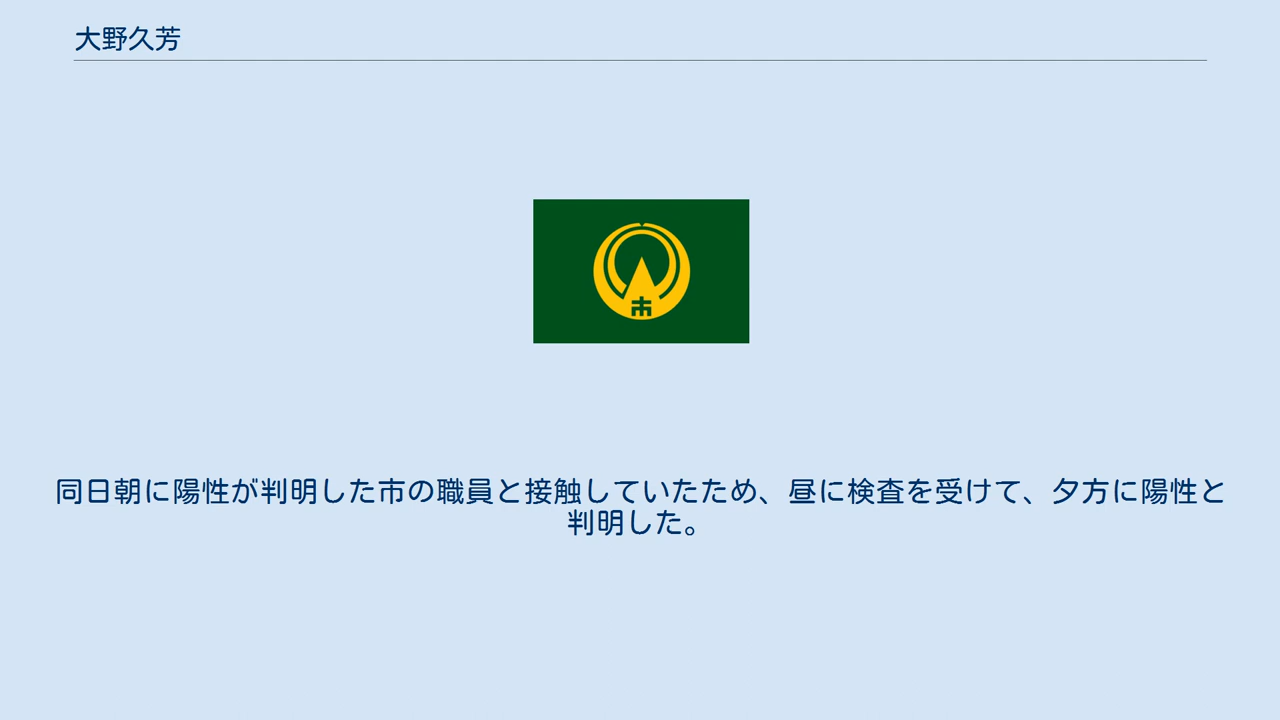 大野久芳
市
同日朝に陽性が判明した市の職員と接触していたため、昼に検査を受けて、夕方に陽性と
判明した。